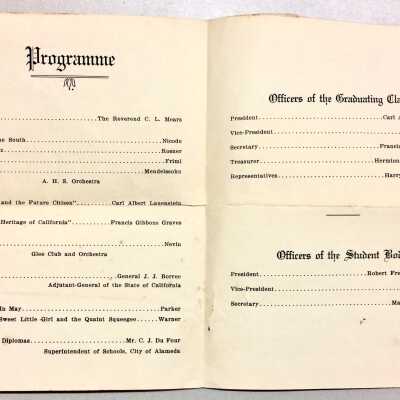 Programme
The Reverend C. L. Mears
South Nicode
Rosner
Friml
Mendelssohn
A. H. S. Orchestra
and the Future Citizen" Carl Albert Lauenstein
Heritage of California" Francis Gibbons Graves
Nevin
Glee Club and Orchestra
General J. J. Borree
Adjutant-General of the State of California
in May Parker
Sweet Little Girl and the Quaint Squeegee Warner
Diplomas Mr. C. J. Du Four
Superintendent of Schools, City of Alameda
Officers of the Graduating Cla
President Carl A
Vice-President
Secretary Francis
Treasurer Hermion
Representatives Harry
Officers of the Student Bod
President Robert Fre
Vice-President
Secretary Ma